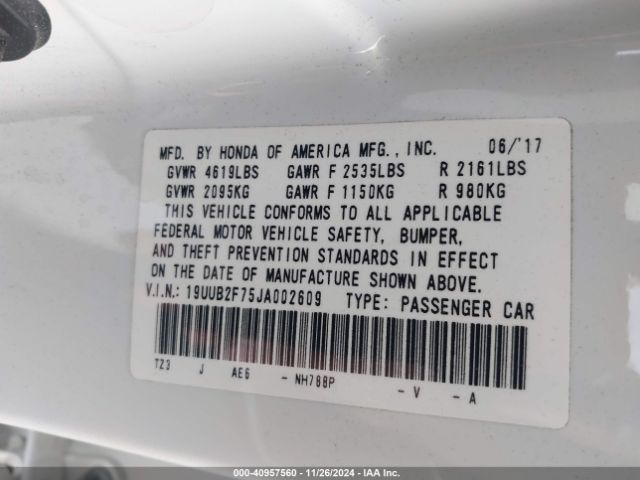 MFD. BY HONDA OF AMERICA MFG., INC. 06/'17
GVWR 4619LBS GAWR F 2535LBS R 2161LBS
GVWR 2095KG GAWR F 1150KG R 980KG
THIS VEHICLE CONFORMS TO ALL APPLICABLE
FEDERAL MOTOR VEHICLE SAFETY, BUMPER,
AND THEFT PREVENTION STANDARDS IN EFFECT
ON THE DATE OF MANUFACTURE SHOWN ABOVE.
V.I.N.: 19UUB2F75JA002609 TYPE: PASSENGER CAR
TZ3 J AE6 - NH788P - V - A
000-40957560 | 11/26/2024 - IAA Inc.